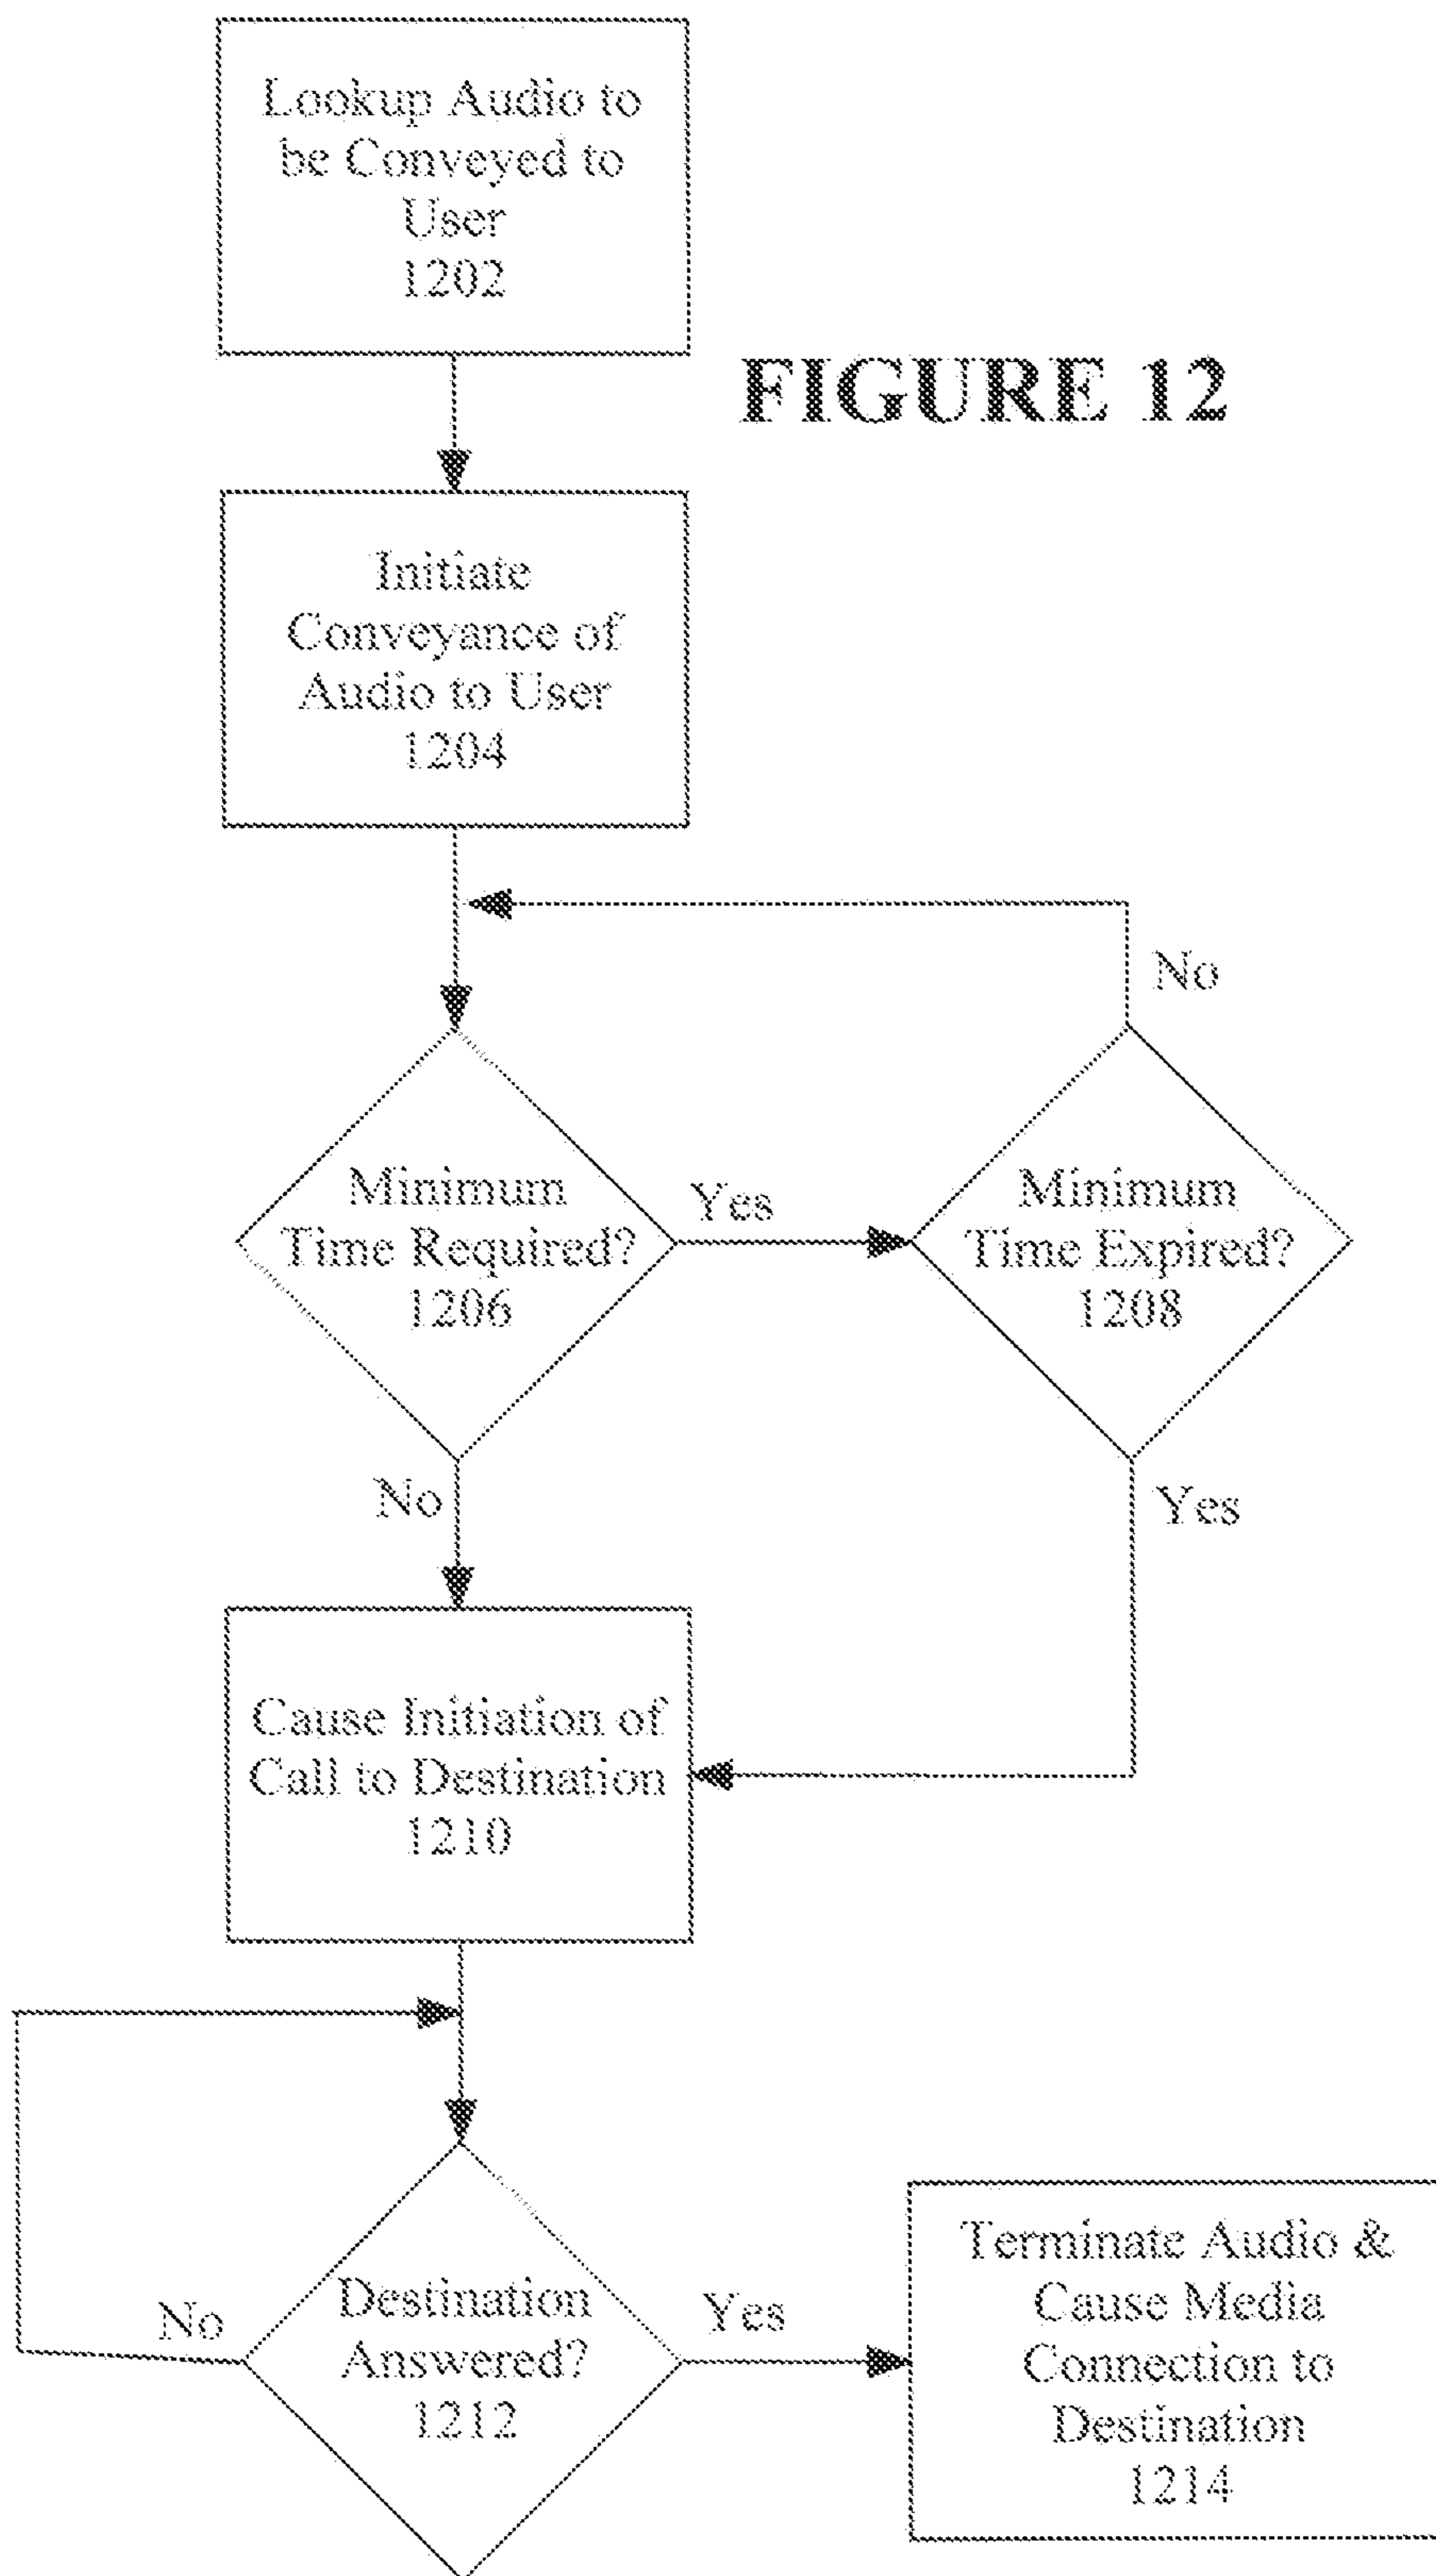 Lookup Audio to
be Conveyed to
User
1202
FIGURE 12
Initiate
Conveyance of
Audio to User
1204
No
Minimum
Time Required?
1206
Yes
Minimum
Time Expired?
1208
No
Yes
Cause Initiation of
Call to Destination
1210
No
Destination
Answered?
1212
Yes
Terminate Audio &
Cause Media
Connection to
Destination
1214